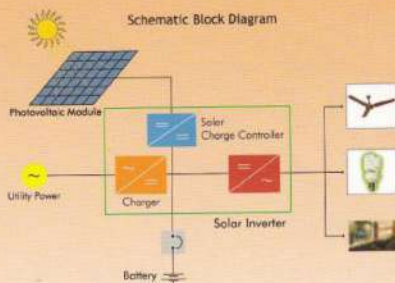 Schematic Block Diagram
Photovoltaic Module
Soler
Charge Controller
Utility Power
Charger
Solar Inverter
Battery